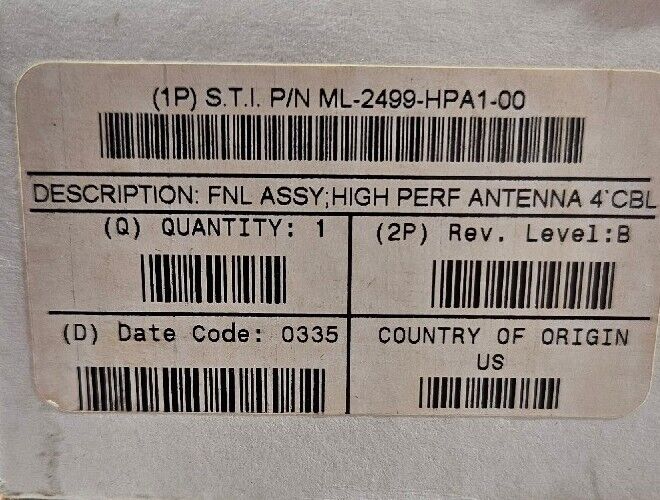 (1P) S.T.I. P/N ML-2499-HPA1-00
DESCRIPTION: FNL ASSY;HIGH PERF ANTENNA 4'CBL
(Q) QUANTITY: 1
(2P) Rev. Level:B
(D) Date Code: 0335
COUNTRY OF ORIGIN
US